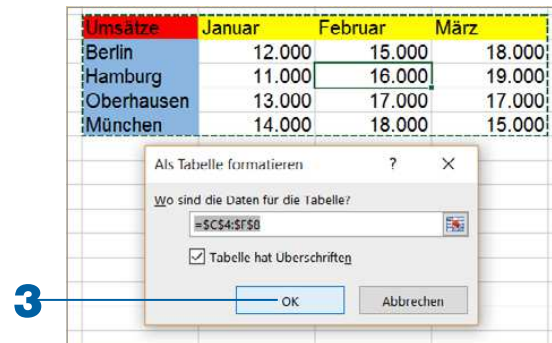 Umsätze Januar Februar März
Berlin 12.000 15.000 18.000
Hamburg 11.000 16.000 19.000
Oberhausen 13.000 17.000 17.000
München 14.000 18.000 15.000
Als Tabelle formatieren ? ×
Wo sind die Daten für die Tabelle?
=$C$4:$F$8
Tabelle hat Überschriften
3 OK Abbrechen